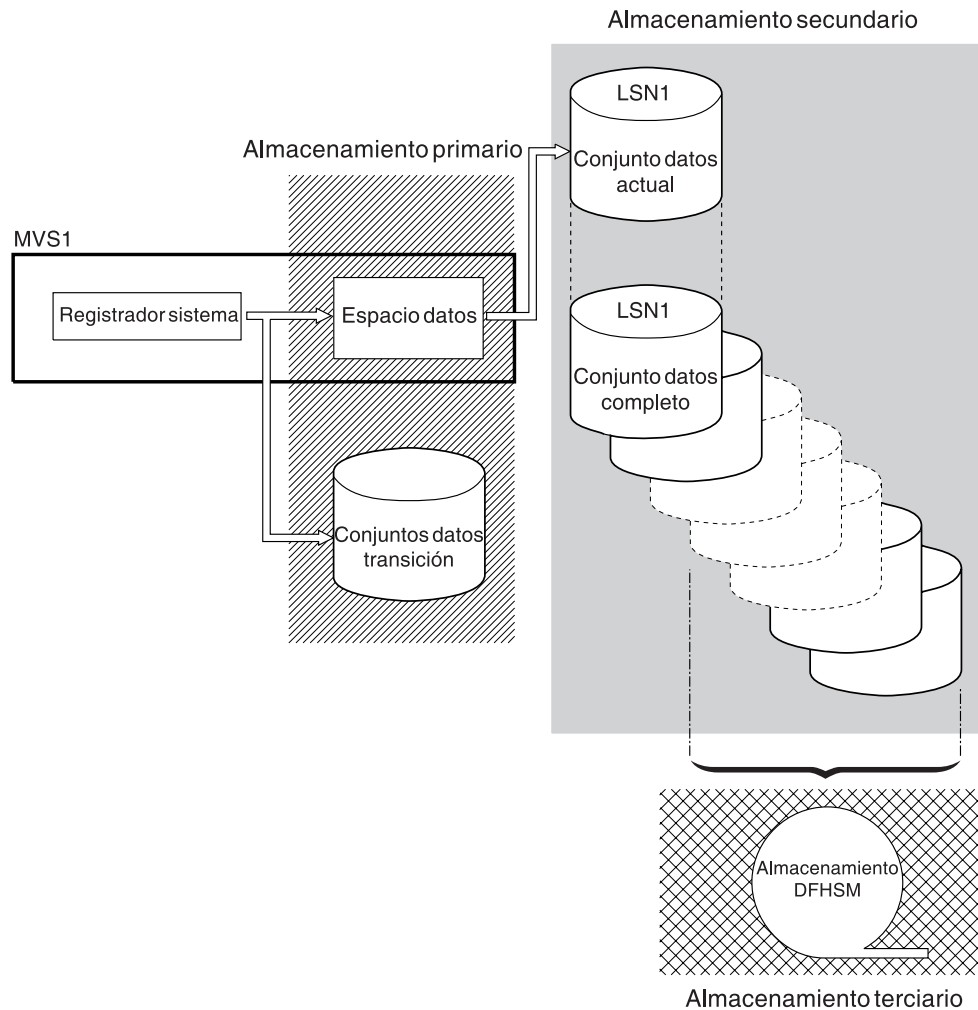 Almacenamiento secundario
LSN1
Conjunto datos
actual
Almacenamiento primario
MVS1
Registrador sistema
Espacio datos
LSN1
Conjunto datos
completo
Conjuntos datos
transición
Almacenamiento
DFHSM
Almacenamiento terciario